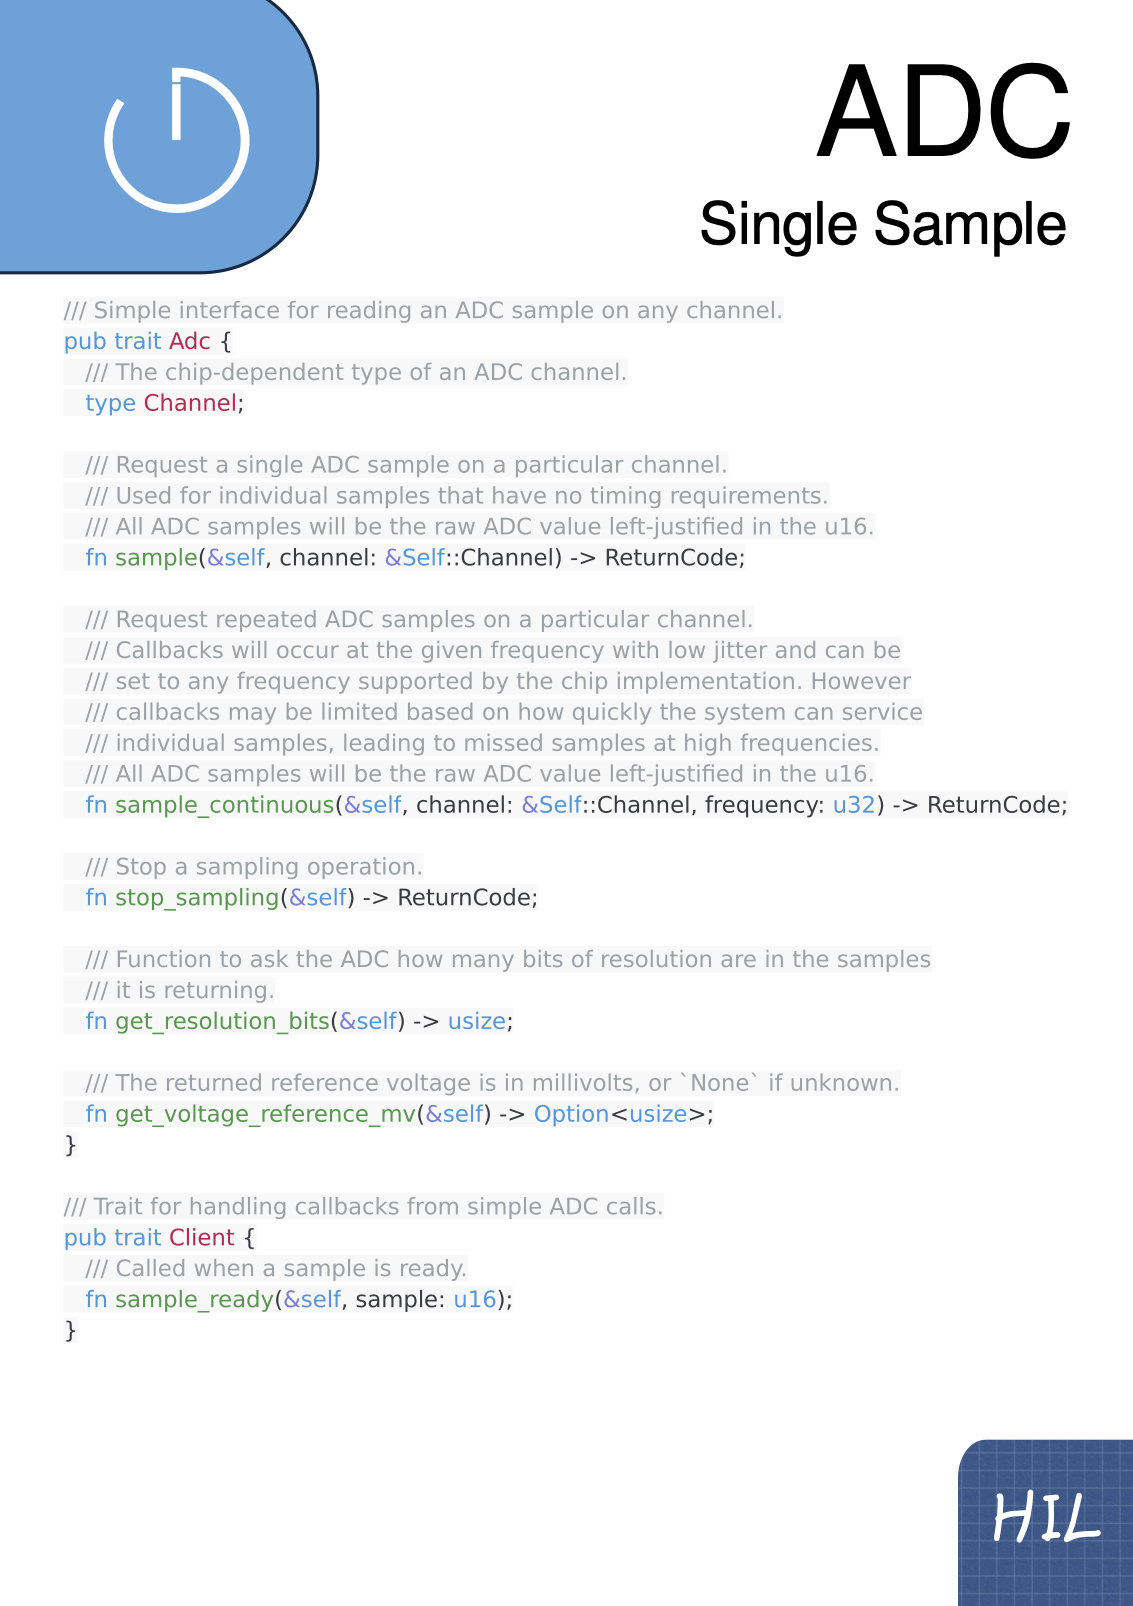 ADC
Single Sample
/// Simple interface for reading an ADC sample on any channel.
pub trait Adc {
/// The chip-dependent type of an ADC channel.
type Channel;
/// Request a single ADC sample on a particular channel.
/// Used for individual samples that have no timing requirements.
/// All ADC samples will be the raw ADC value left-justified in the u16.
fn sample(&self, channel: &Self::Channel) -> ReturnCode;
/// Request repeated ADC samples on a particular channel.
/// Callbacks will occur at the given frequency with low jitter and can be
/// set to any frequency supported by the chip implementation. However
/// callbacks may be limited based on how quickly the system can service
/// individual samples, leading to missed samples at high frequencies.
/// All ADC samples will be the raw ADC value left-justified in the u16.
fn sample_continuous(&self, channel: &Self::Channel, frequency: u32) -> ReturnCode;
/// Stop a sampling operation.
fn stop_sampling(&self) -> ReturnCode;
/// Function to ask the ADC how many bits of resolution are in the samples
/// it is returning.
fn get_resolution_bits(&self) -> usize;
/// The returned reference voltage is in millivolts, or `None` if unknown.
fn get_voltage_reference_mv(&self) -> Option<usize>;
}
/// Trait for handling callbacks from simple ADC calls.
pub trait Client {
/// Called when a sample is ready.
fn sample_ready(&self, sample: u16);
}
HIL